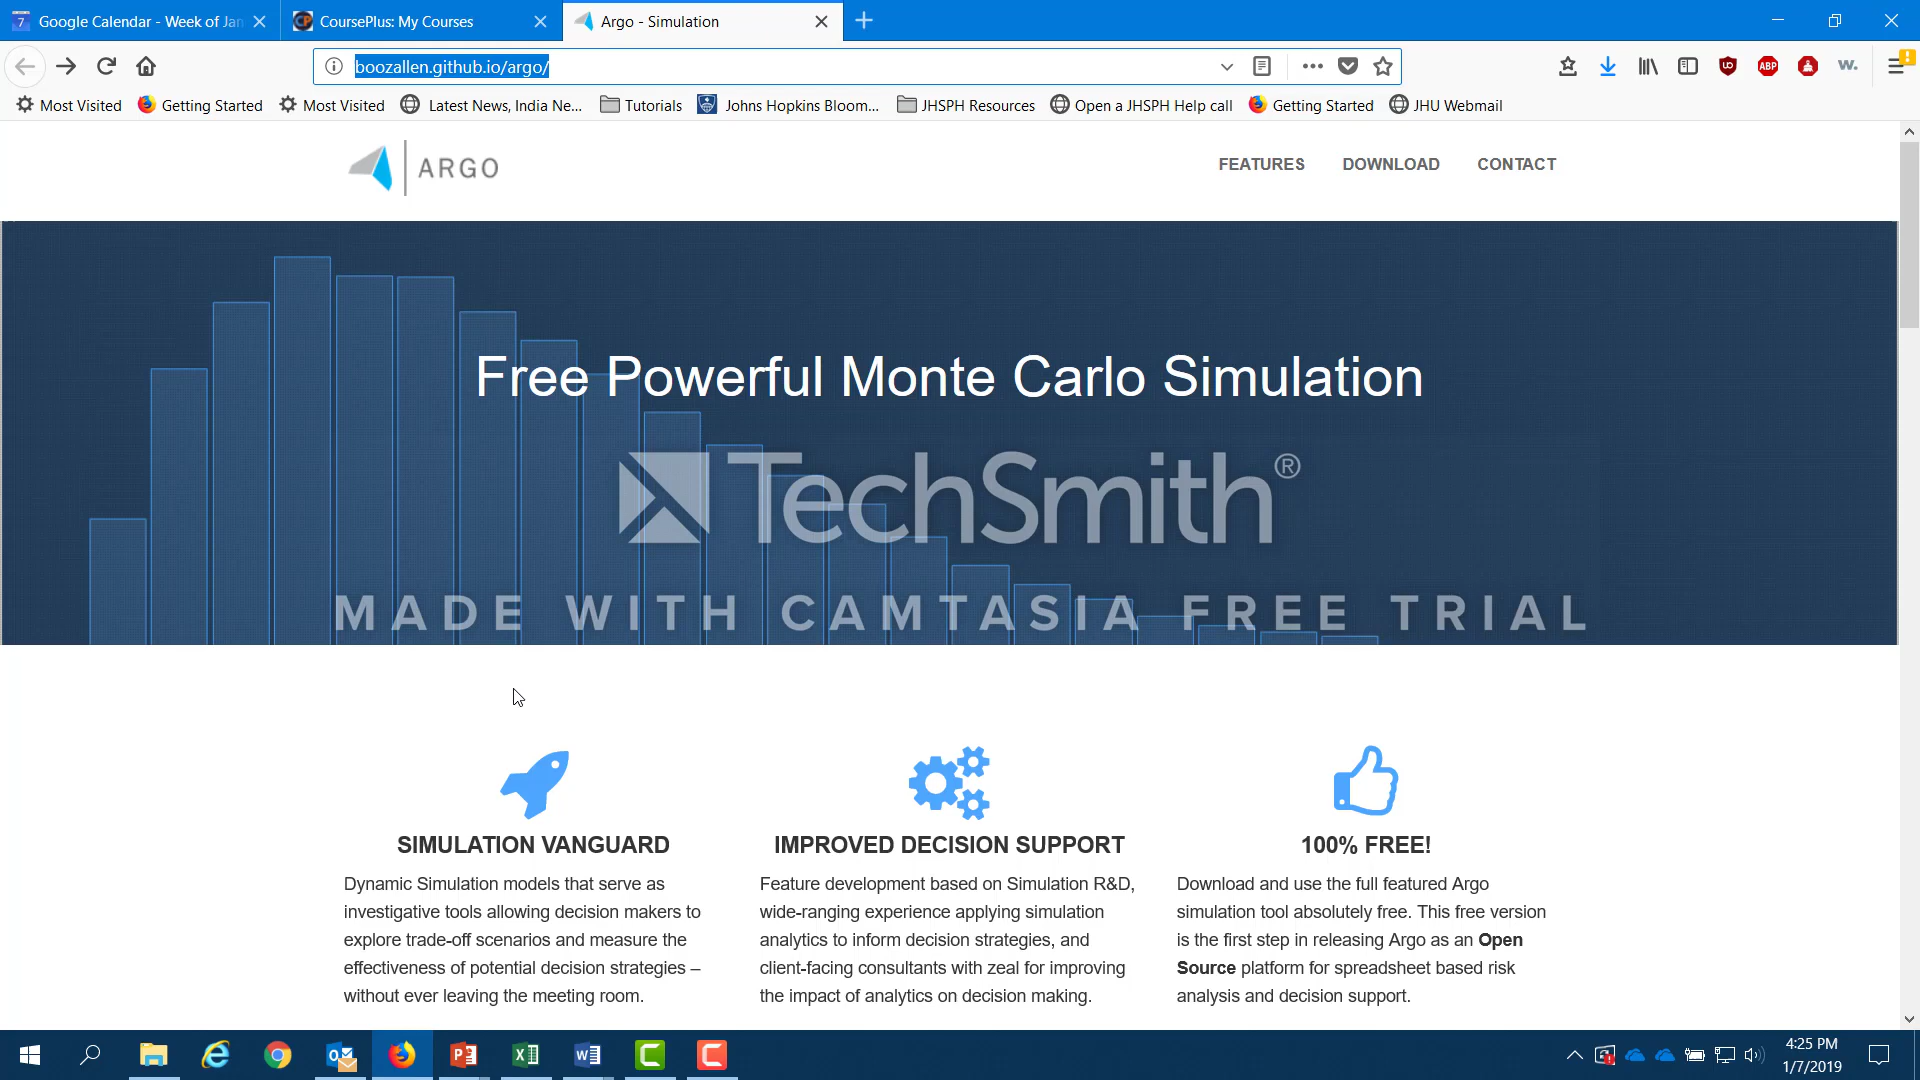 7 Google Calendar - Week of Jan
CP CoursePlus: My Courses
Argo - Simulation
boozallen.github.io/argo/
ABP
w.
Most Visited
Getting Started
Most Visited
Latest News, India Ne...
Tutorials
Johns Hopkins Bloom...
JHSPH Resources
Open a JHSPH Help call
Getting Started
JHU Webmail
ARGO
FEATURES
DOWNLOAD
CONTACT
Free Powerful Monte Carlo Simulation
TechSmith®
MADE WITH CAMTASIA FREE TRIAL
SIMULATION VANGUARD
Dynamic Simulation models that serve as
investigative tools allowing decision makers to
explore trade-off scenarios and measure the
effectiveness of potential decision strategies –
without ever leaving the meeting room.
IMPROVED DECISION SUPPORT
Feature development based on Simulation R&D,
wide-ranging experience applying simulation
analytics to inform decision strategies, and
client-facing consultants with zeal for improving
the impact of analytics on decision making.
100% FREE!
Download and use the full featured Argo
simulation tool absolutely free. This free version
is the first step in releasing Argo as an Open
Source platform for spreadsheet based risk
analysis and decision support.
4:25 PM
1/7/2019